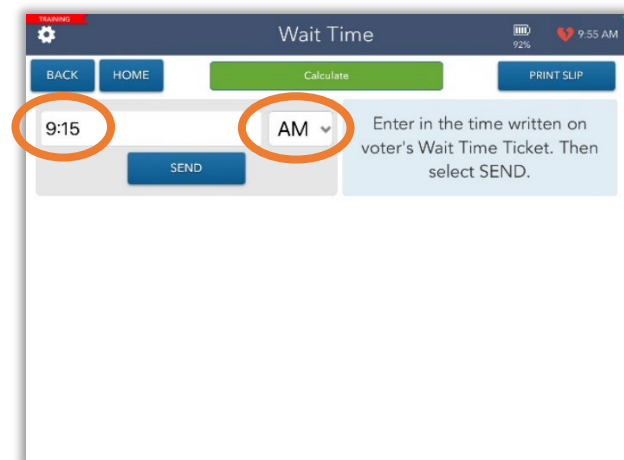 TRAINING
Wait Time
92%
9:55 AM
BACK
HOME
Calculate
PRINT SLIP
9:15
AM
SEND
Enter in the time written on
voter's Wait Time Ticket. Then
select SEND.